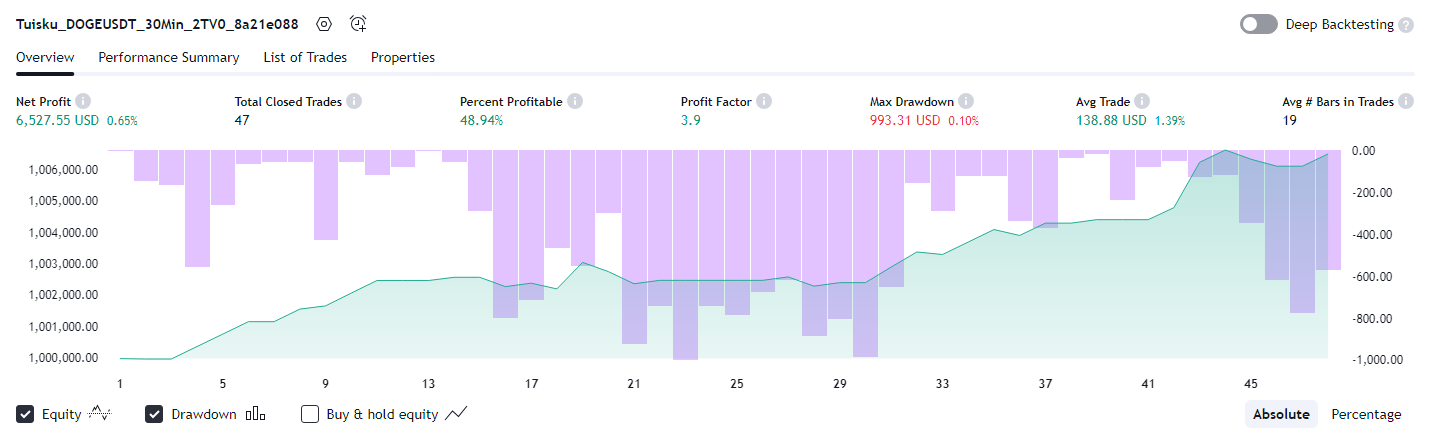 Tuisku_DOGEUSDT_30Min_2TV0_8a21e088 Deep Backtesting ?
Overview Performance Summary List of Trades Properties
Net Profit Total Closed Trades Percent Profitable Profit Factor Max Drawdown Avg Trade Avg # Bars in Trades
6,527.55 USD 0.65% 47 48.94% 3.9 993.31 USD 0.10% 138.88 USD 1.39% 19
0.00
1,006,000.00
-200.00
1,005,000.00
1,004,000.00 -400.00
1,003,000.00
-600.00
1,002,000.00
-800.00
1,001,000.00
1,000,000.00 -1,000.00
1 5 9 13 17 21 25 29 33 37 41 45
Equity Drawdown Buy & hold equity Absolute Percentage